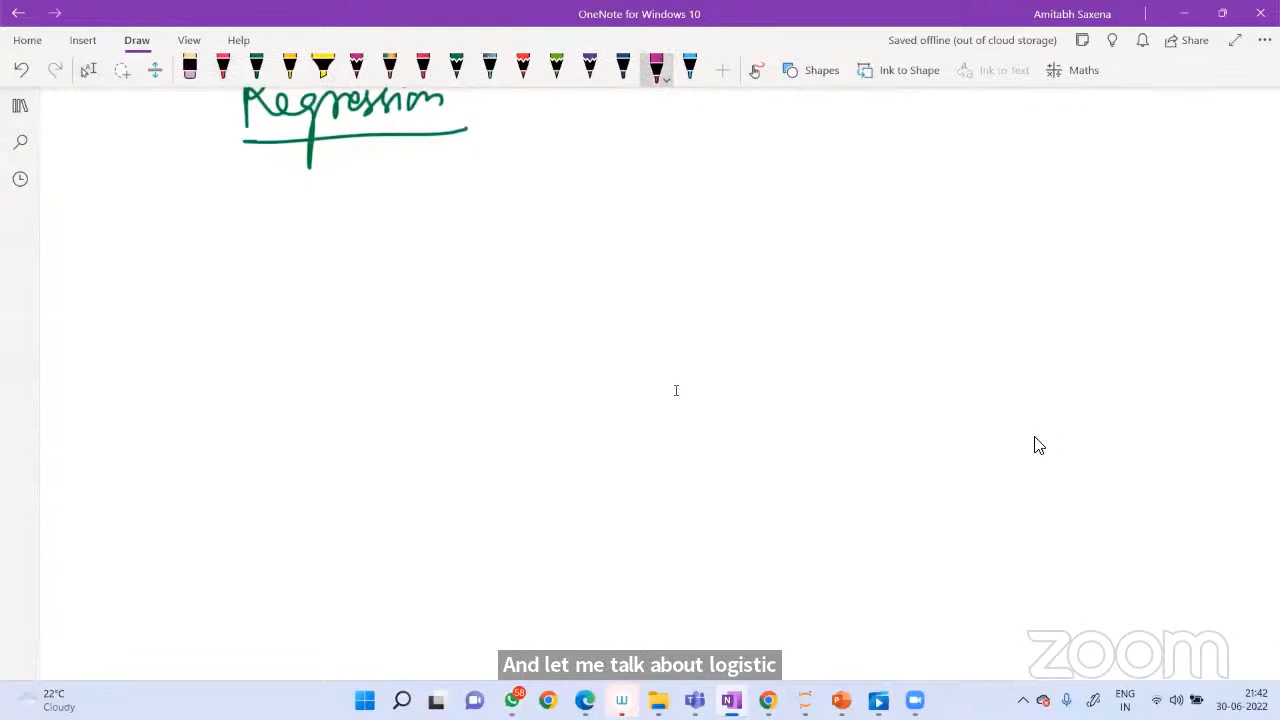 OneNote for Windows 10
Amitabh Saxena
Home Insert Draw View Help
Saved offline (out of cloud storage)
Share
Shapes
Ink to Shape
Ink to Text
Math
Regression
And let me talk about logistic
zoom
22°C
Cloudy
58
ENG
IN
21:42
30-06-2022